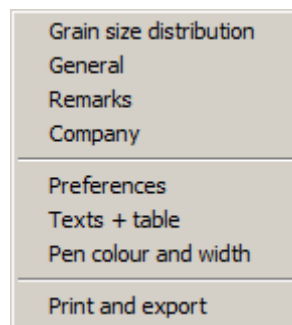 Grain size distribution
General
Remarks
Company
Preferences
Texts + table
Pen colour and width
Print and export